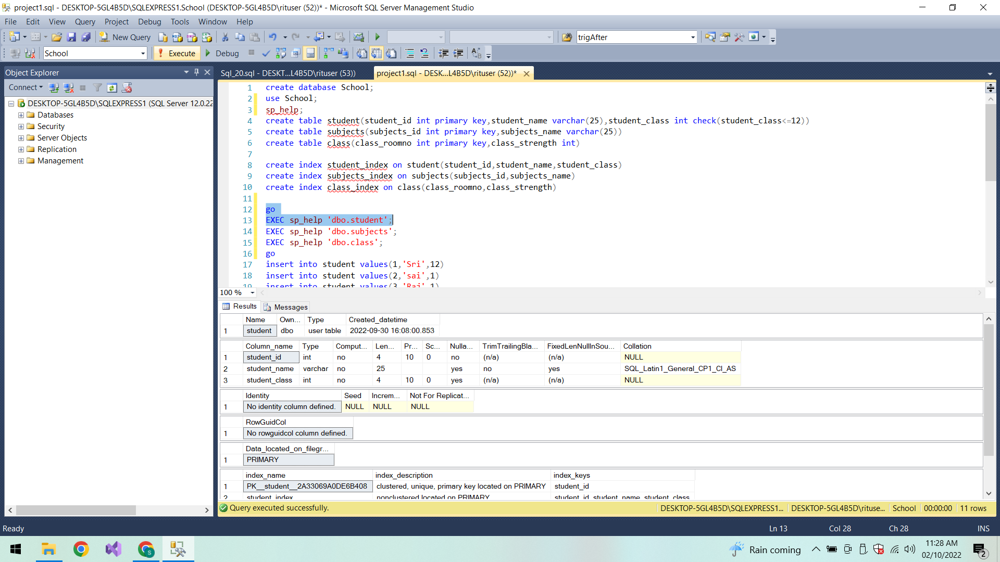 project1.sql - DESKTOP-5GL4B5D\SQLEXPRESS1.School (DESKTOP-5GL4B5D\rituser (52))* - Microsoft SQL Server Management Studio
File Edit View Query Project Debug Tools Window Help
New Query trigAfter
School Execute Debug
Object Explorer
Connect
DESKTOP-5GL4B5D\SQLEXPRESS1 (SQL Server 12.0.22
Databases
Security
Server Objects
Replication
Management
Sql_20.sql - DESKT...L4B5D\rituser (53)) project1.sql - DESK...L4B5D\rituser (52))*
1 create database School;
2 use School;
3 sp_help;
4 create table student(student_id int primary key,student_name varchar(25),student_class int check(student_class<=12))
5 create table subjects(subjects_id int primary key,subjects_name varchar(25))
6 create table class(class_roomno int primary key,class_strength int)
7
8 create index student_index on student(student_id,student_name,student_class)
9 create index subjects_index on subjects(subjects_id,subjects_name)
10 create index class_index on class(class_roomno,class_strength)
11
12 go
13 EXEC sp_help 'dbo.student';
14 EXEC sp_help 'dbo.subjects';
15 EXEC sp_help 'dbo.class';
16 go
17 insert into student values(1,'Sri',12)
18 insert into student values(2,'sai',1)
19 insert into student values(3,'Raj',1)
100 %
Results Messages
Name Own... Type Created_datetime
1 student dbo user table 2022-09-30 16:08:00.853
Column_name Type Comput... Len... Pr... Sc... Nulla... TrimTrailingBla... FixedLenNullInSou... Collation
1 student_id int no 4 10 0 no (n/a) (n/a) NULL
2 student_name varchar no 25 yes no yes SQL_Latin1_General_CP1_CI_AS
3 student_class int no 4 10 0 yes (n/a) (n/a) NULL
Identity Seed Increm... Not For Replicat...
1 No identity column defined. NULL NULL NULL
RowGuidCol
1 No rowguidcol column defined.
Data_located_on_filegr...
1 PRIMARY
index_name index_description index_keys
1 PK__student__2A33069A0DE6B408 clustered, unique, primary key located on PRIMARY student_id
2 student_index nonclustered located on PRIMARY student_id, student_name, student_class
Query executed successfully. DESKTOP-5GL4B5D\SQLEXPRESS1... DESKTOP-5GL4B5D\rituse... School 00:00:00 11 rows
Ready Ln 13 Col 28 Ch 28 INS
Rain coming 11:28 AM
02/10/2022 2